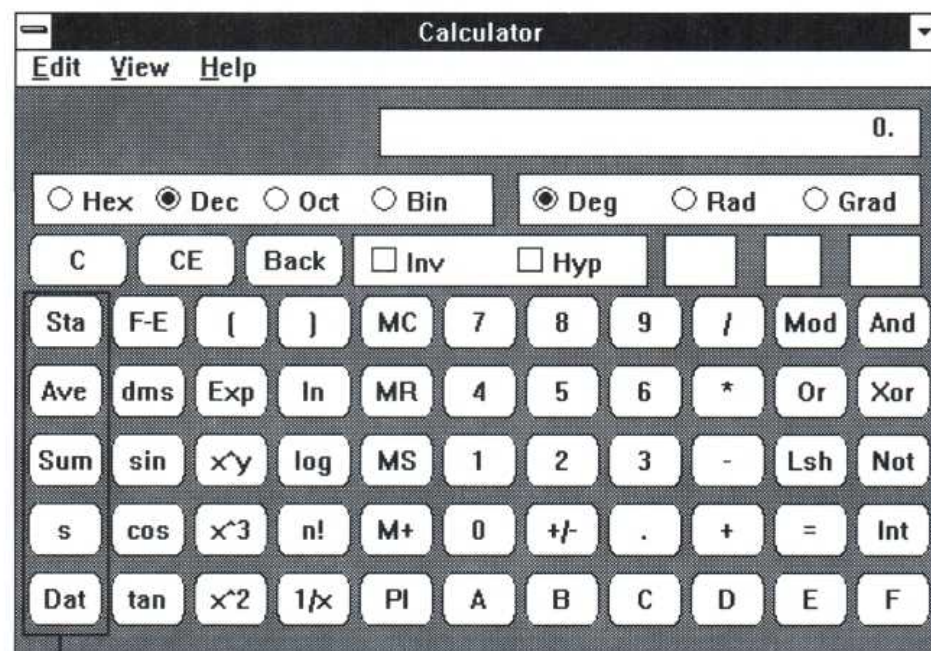 Calculator
Edit View Help
0.
Hex Dec Oct Bin Deg Rad Grad
C CE Back Inv Hyp
Sta F-E ( ) MC 7 8 9 / Mod And
Ave dms Exp ln MR 4 5 6 * Or Xor
Sum sin x^y log MS 1 2 3 - Lsh Not
s cos x^3 n! M+ 0 +/- . + = Int
Dat tan x^2 1/x PI A B C D E F